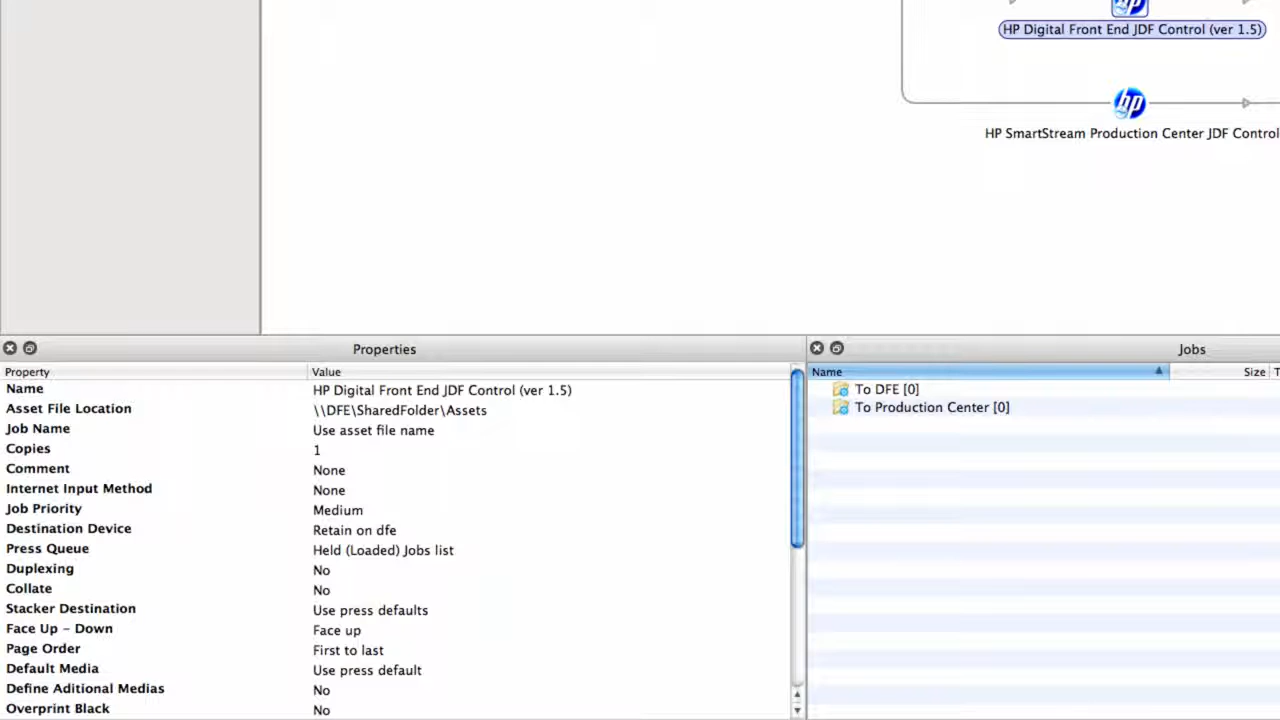 hp
HP Digital Front End JDF Control (ver 1.5)
hp
HP SmartStream Production Center JDF Control
Properties
Property Value
Name HP Digital Front End JDF Control (ver 1.5)
Asset File Location \\DFE\SharedFolder\Assets
Job Name Use asset file name
Copies 1
Comment None
Internet Input Method None
Job Priority Medium
Destination Device Retain on dfe
Press Queue Held (Loaded) Jobs list
Duplexing No
Collate No
Stacker Destination Use press defaults
Face Up - Down Face up
Page Order First to last
Default Media Use press default
Define Aditional Medias No
Overprint Black No
Jobs
Name Size T
To DFE [0]
To Production Center [0]